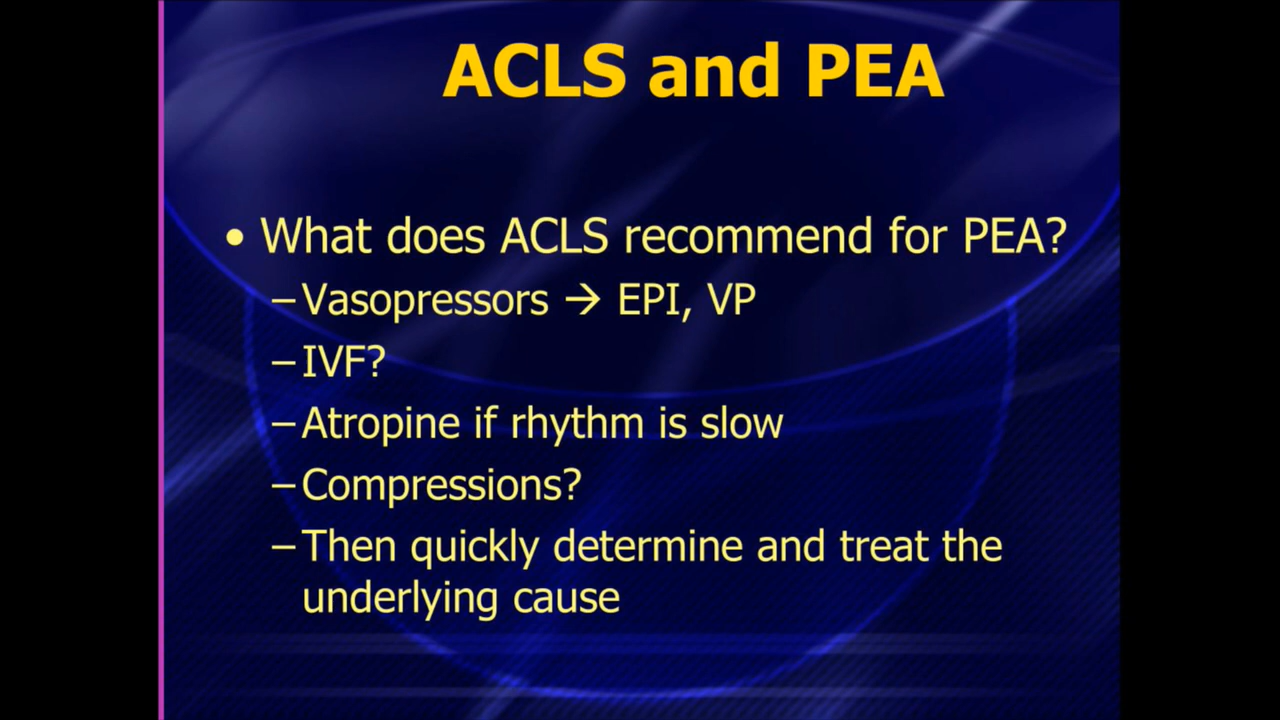 ACLS and PEA
• What does ACLS recommend for PEA?
–Vasopressors → EPI, VP
–IVF?
–Atropine if rhythm is slow
–Compressions?
–Then quickly determine and treat the
underlying cause